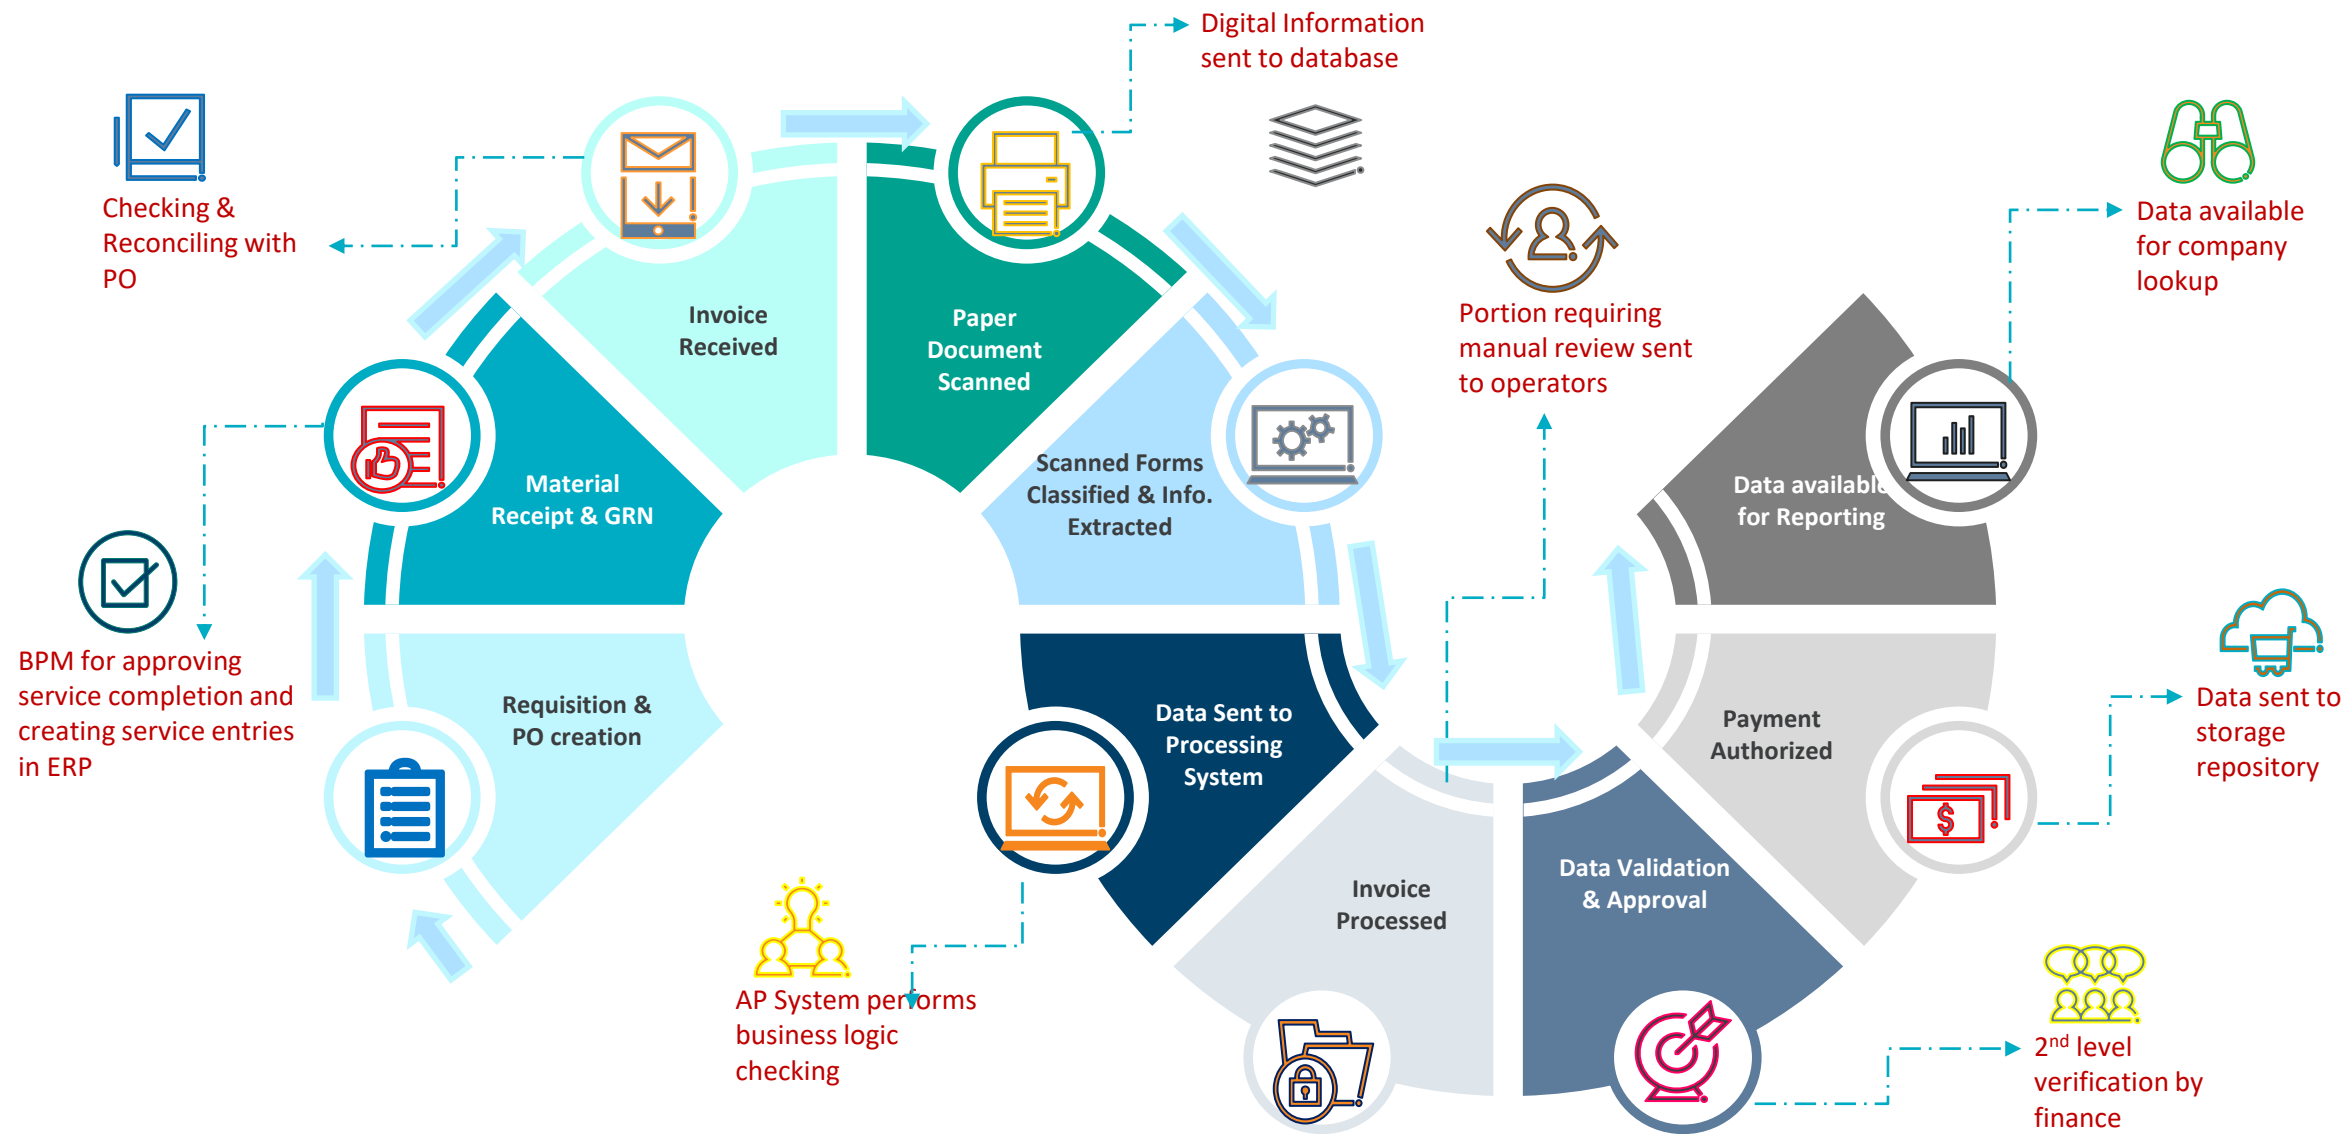 Digital Information
sent to database
Checking &
Reconciling with
PO
Data available
for company
lookup
Portion requiring
manual review sent
to operators
Invoice
Received
Paper
Document
Scanned
Scanned Forms
Classified & Info.
Extracted
Material
Receipt & GRN
Data available
for Reporting
BPM for approving
service completion and
creating service entries
in ERP
Requisition &
PO creation
Data Sent to
Processing
System
Payment
Authorized
Data sent to
storage
repository
$
Invoice
Processed
Data Validation
& Approval
AP System performs
business logic
checking
2nd level
verification by
finance